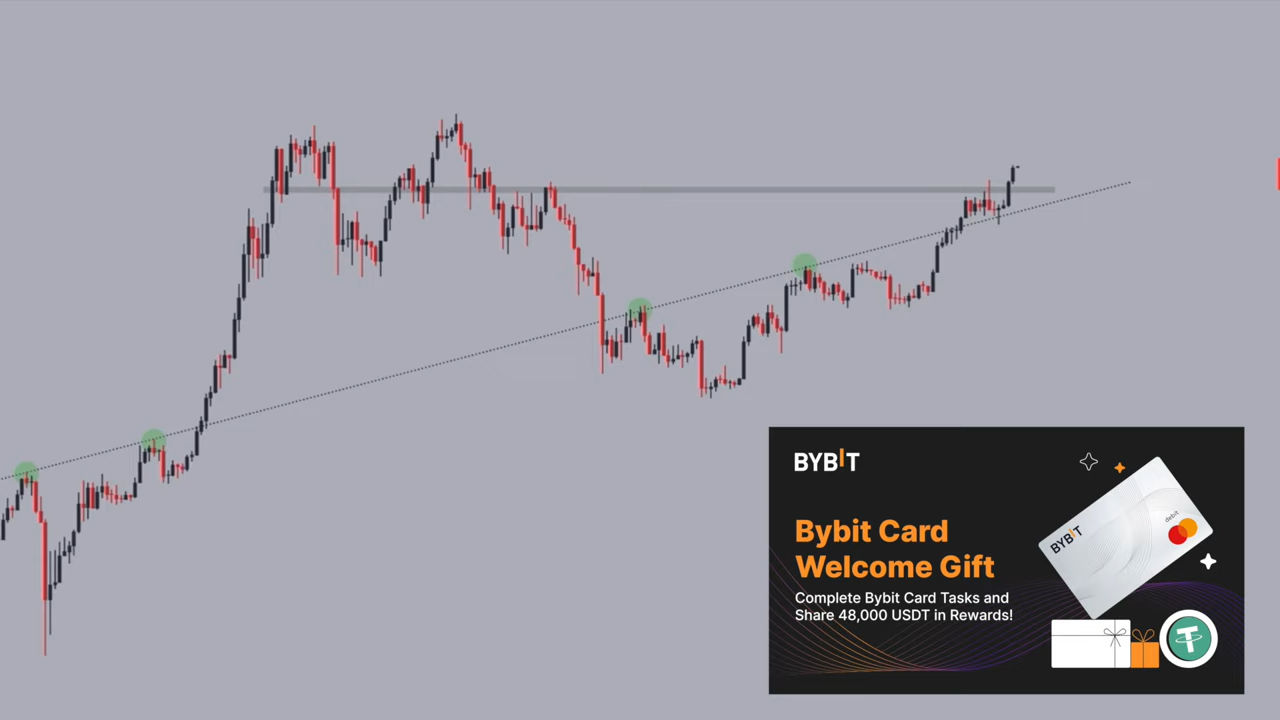 BYBIT
Bybit Card
Welcome Gift
Complete Bybit Card Tasks and
Share 48,000 USDT in Rewards!
BYBIT
debit